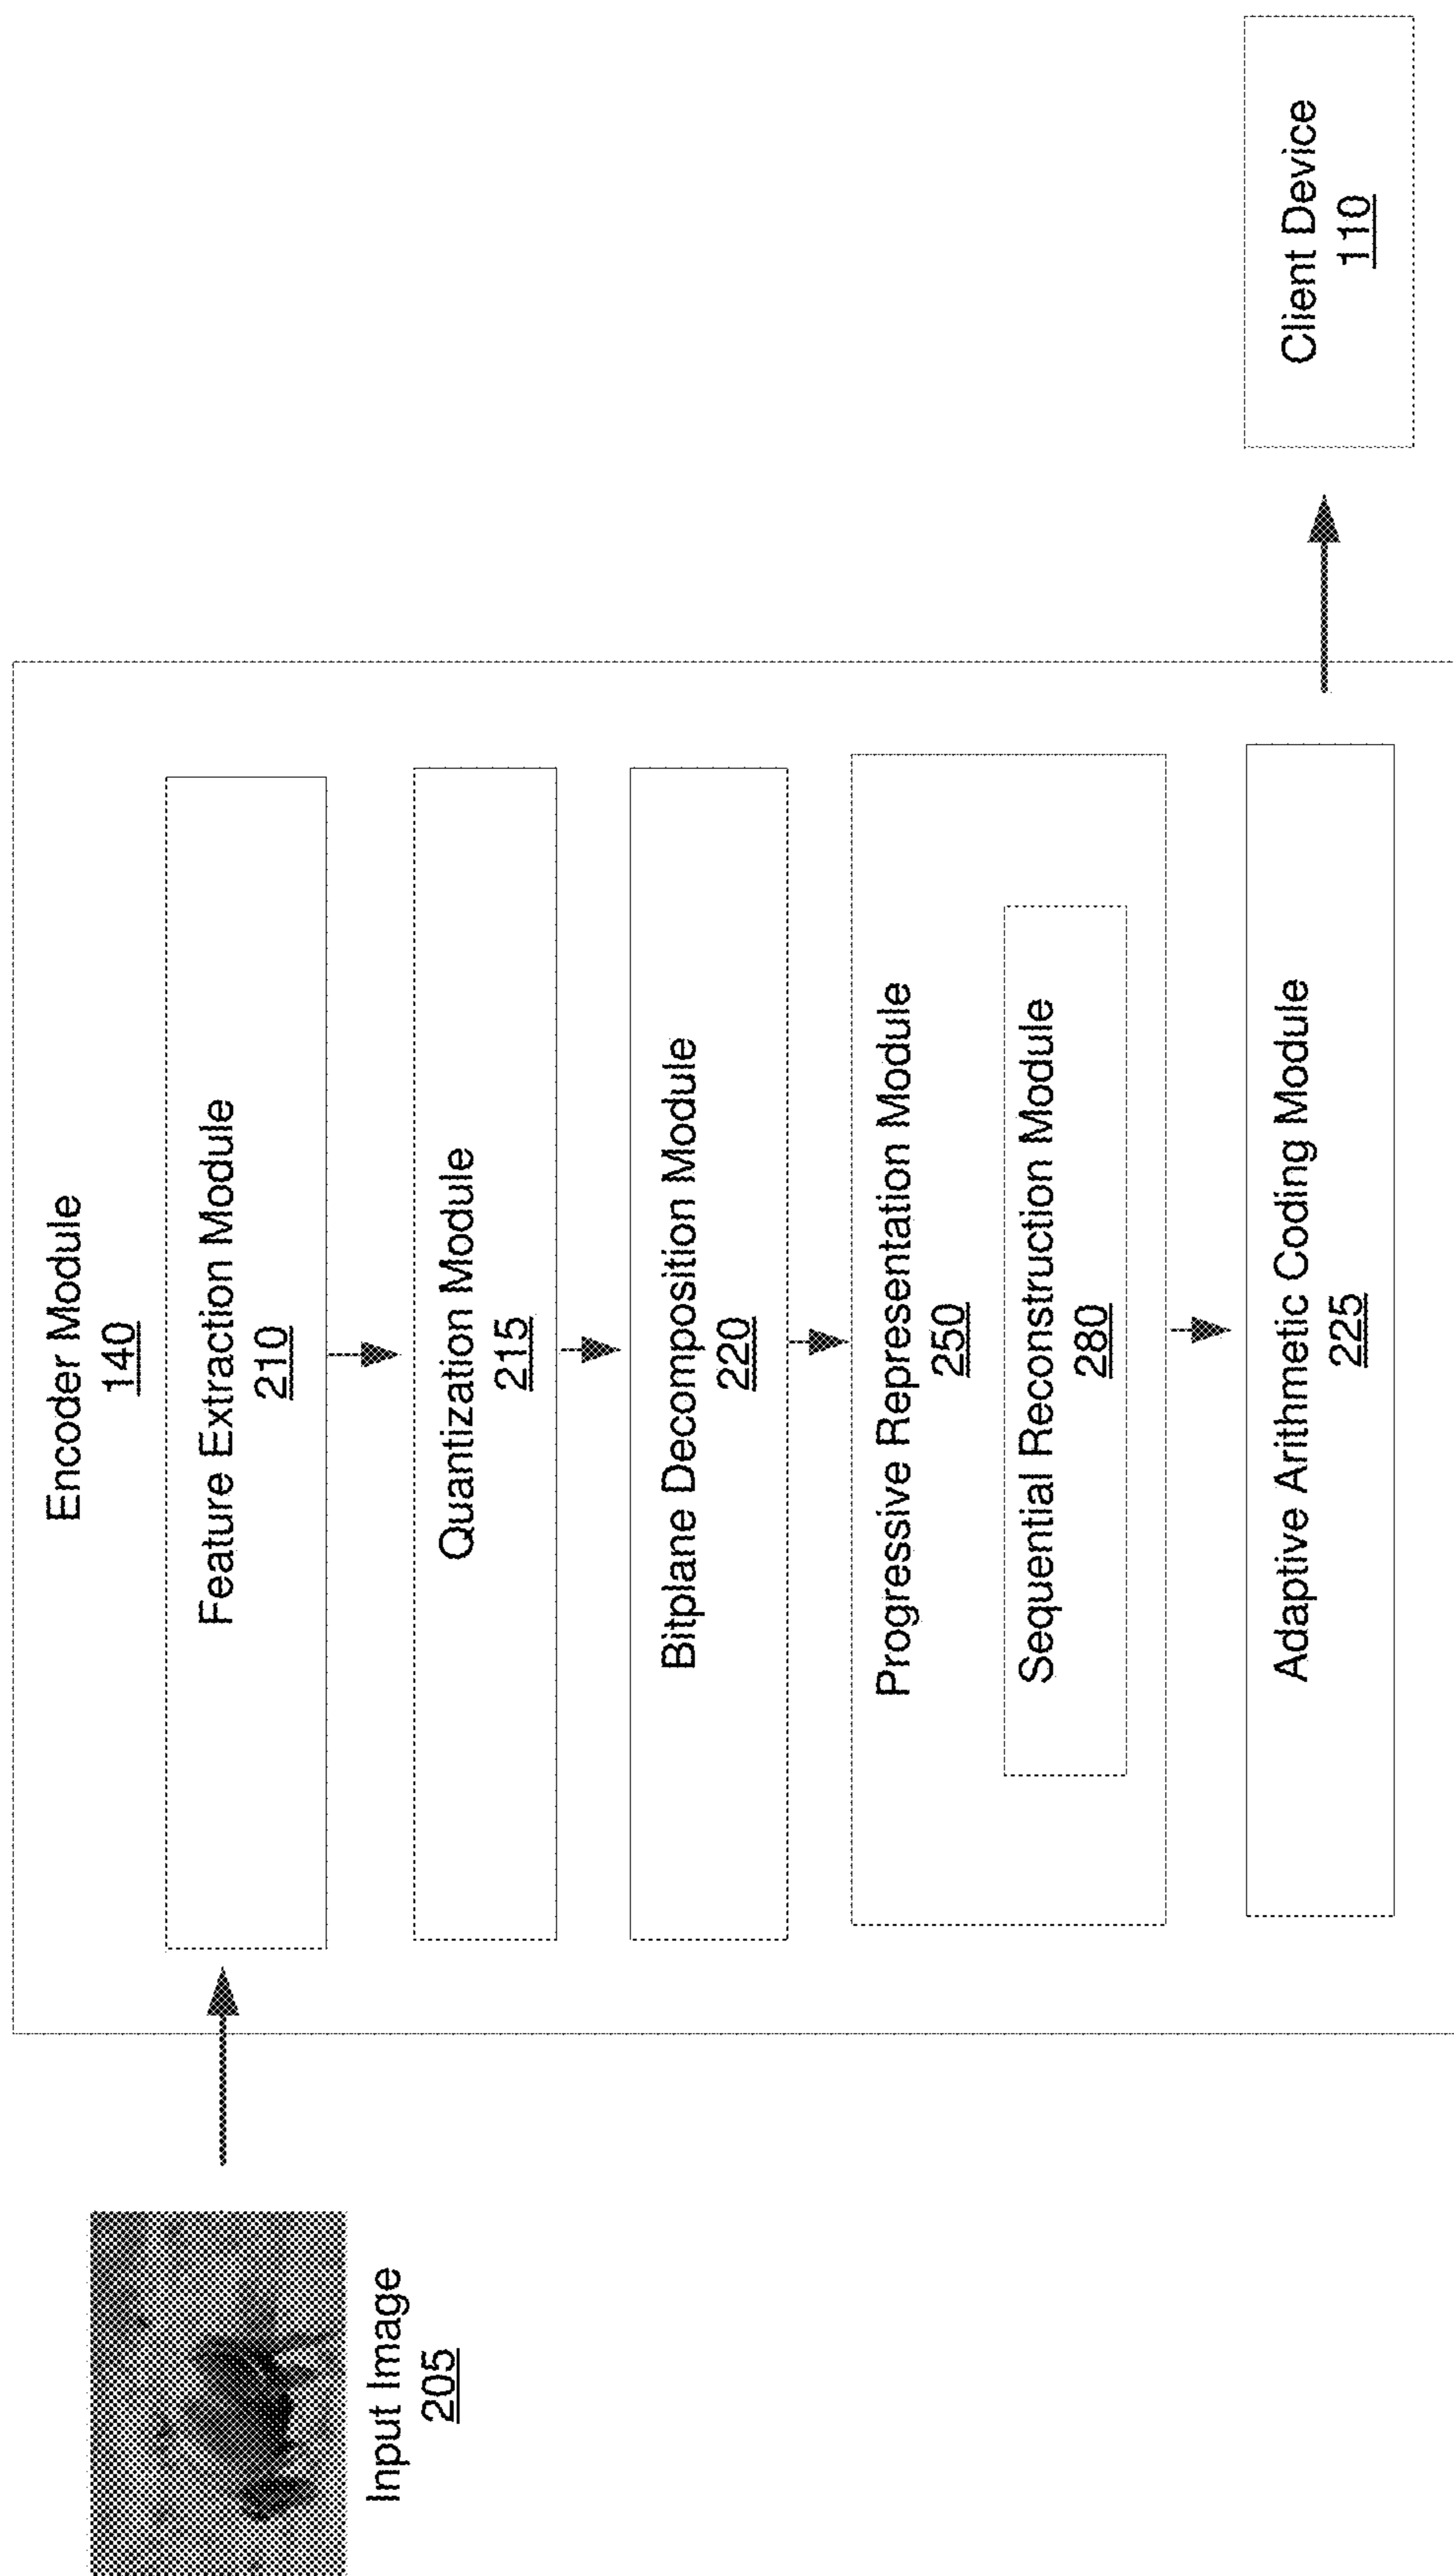 Input Image
205
Encoder Module
140
Feature Extraction Module
210
Quantization Module
215
Bitplane Decomposition Module
220
Progressive Representation Module
250
Sequential Reconstruction Module
280
Adaptive Arithmetic Coding Module
225
Client Device
110